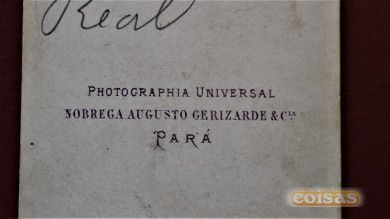 Real
PHOTOGRAPHIA UNIVERSAL
NOBREGA AUGUSTO GERIZARDE & Cia
PARÁ
coisas